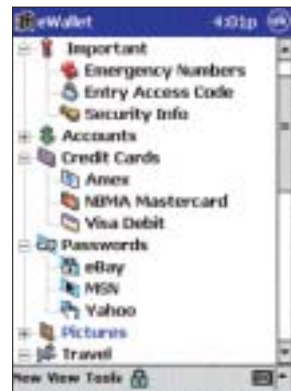 eWallet 4:01p ok
Important
Emergency Numbers
Entry Access Code
Security Info
Accounts
Credit Cards
Amex
NBMA Mastercard
Visa Debit
Passwords
eBay
MSN
Yahoo
Pictures
Travel
New View Tools